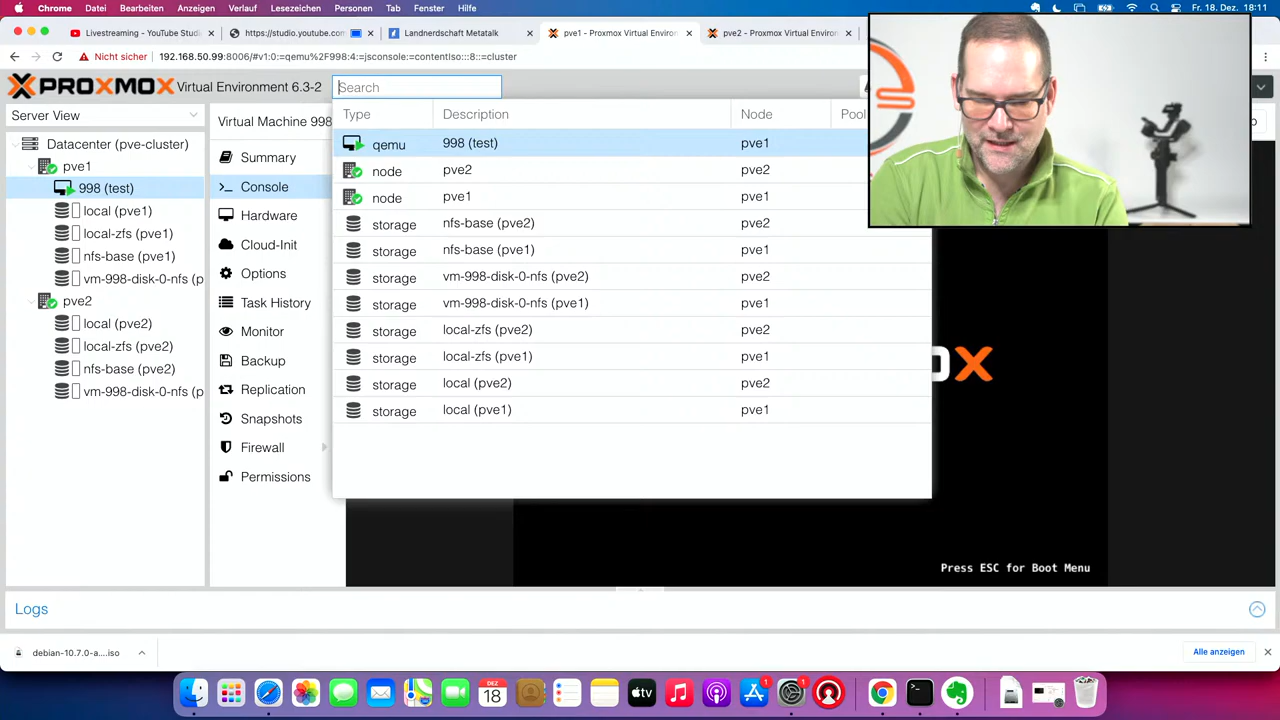 Chrome Datei Bearbeiten Anzeigen Verlauf Lesezeichen Personen Tab Fenster Hilfe Fr. 18. Dez. 18:11
Livestreaming - YouTube Studi
https://studio.youtube.com
Landnerdschaft Metatalk
pve1 - Proxmox Virtual Environ
pve2 - Proxmox Virtual Environ
Nicht sicher 192.168.50.99:8006/#v1:0:=qemu%2F998:4:=jsconsole:=contentIso:::8::=cluster
PROXMOX Virtual Environment 6.3-2 Search
Server View
Datacenter (pve-cluster)
pve1
998 (test)
local (pve1)
local-zfs (pve1)
nfs-base (pve1)
vm-998-disk-0-nfs (p
pve2
local (pve2)
local-zfs (pve2)
nfs-base (pve2)
vm-998-disk-0-nfs (p
Virtual Machine 998
Summary
Console
Hardware
Cloud-Init
Options
Task History
Monitor
Backup
Replication
Snapshots
Firewall
Permissions
Type Description Node Pool
qemu 998 (test) pve1
node pve2 pve2
node pve1 pve1
storage nfs-base (pve2) pve2
storage nfs-base (pve1) pve1
storage vm-998-disk-0-nfs (pve2) pve2
storage vm-998-disk-0-nfs (pve1) pve1
storage local-zfs (pve2) pve2
storage local-zfs (pve1) pve1
storage local (pve2) pve2
storage local (pve1) pve1
ox
Press ESC for Boot Menu
Logs
debian-10.7.0-a....iso
Alle anzeigen
DEZ
18
tv
1
1